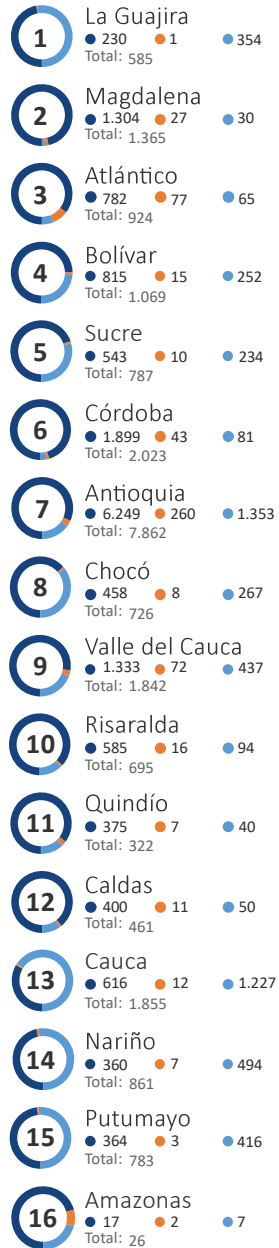 1
La Guajira
230 1 354
Total: 585
2
Magdalena
1.304 27 30
Total: 1.365
3
Atlántico
782 77 65
Total: 924
4
Bolívar
815 15 252
Total: 1.069
5
Sucre
543 10 234
Total: 787
6
Córdoba
1.899 43 81
Total: 2.023
7
Antioquia
6.249 260 1.353
Total: 7.862
8
Chocó
458 8 267
Total: 726
9
Valle del Cauca
1.333 72 437
Total: 1.842
10
Risaralda
585 16 94
Total: 695
11
Quindío
375 7 40
Total: 322
12
Caldas
400 11 50
Total: 461
13
Cauca
616 12 1.227
Total: 1.855
14
Nariño
360 7 494
Total: 861
15
Putumayo
364 3 416
Total: 783
16
Amazonas
17 2 7
Total: 26